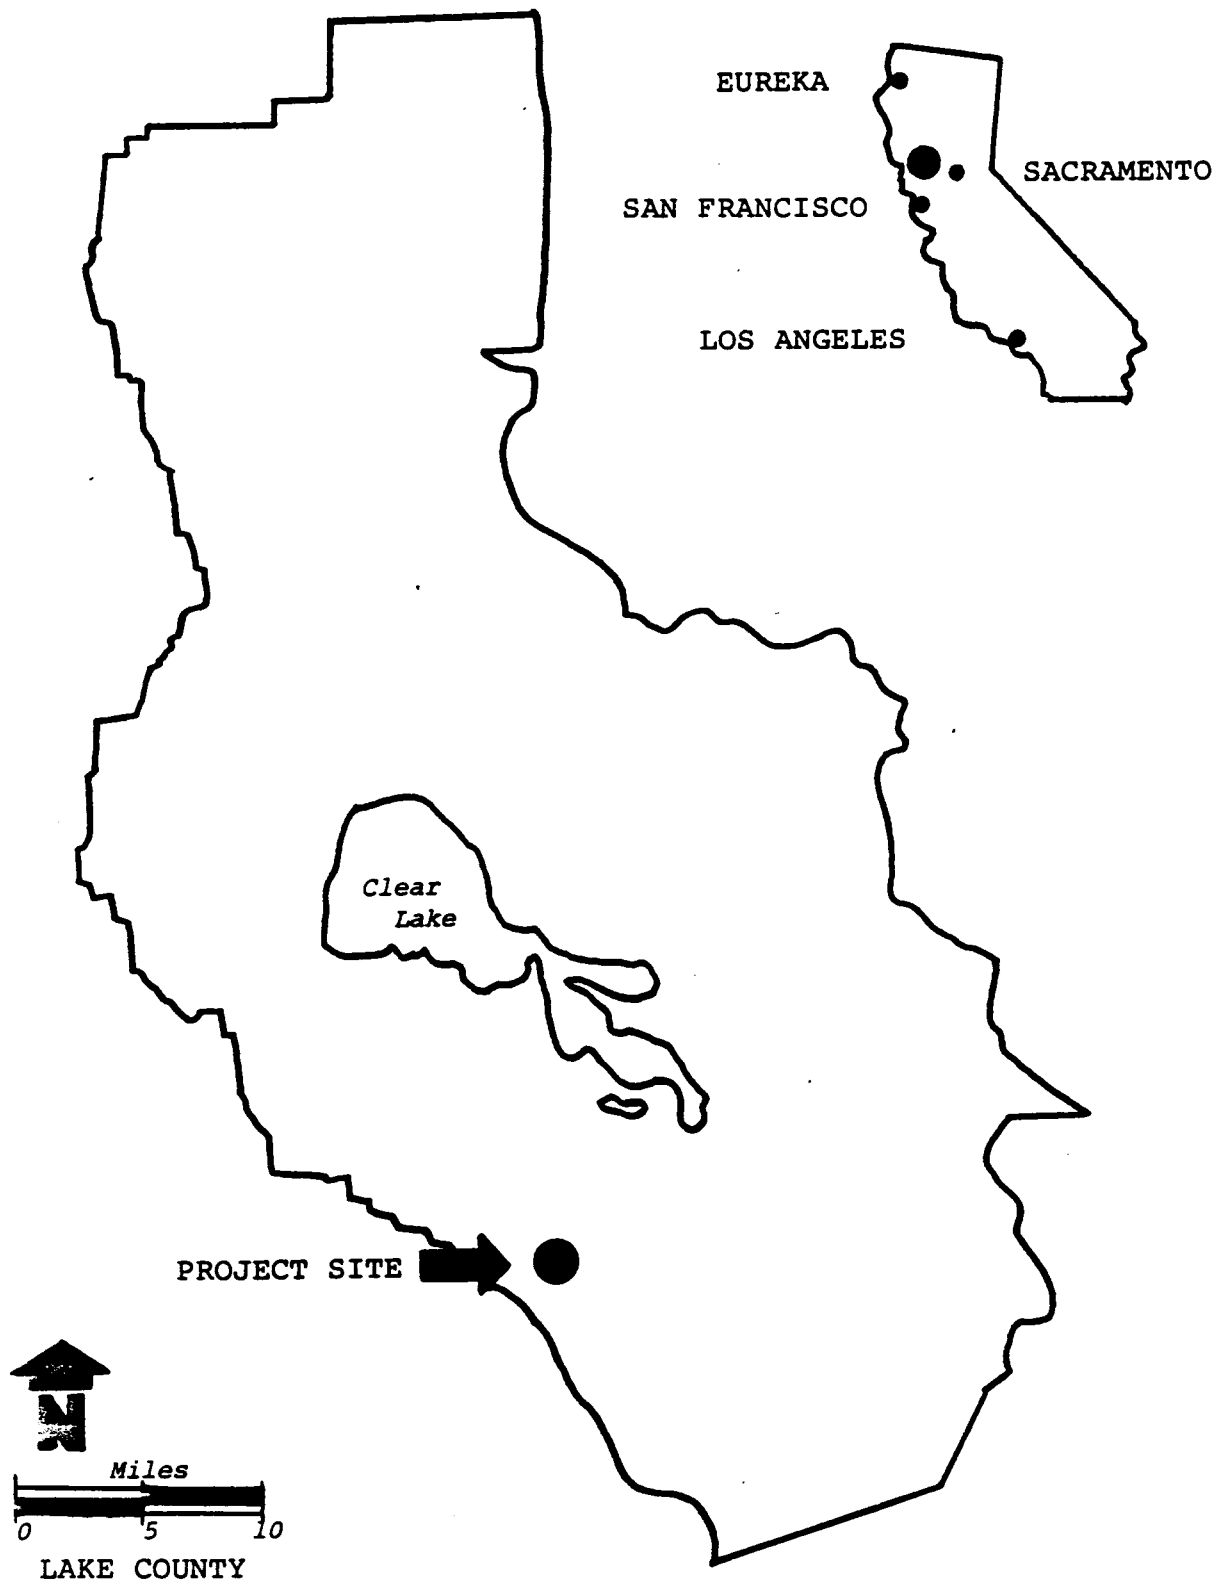 EUREKA
SACRAMENTO
SAN FRANCISCO
LOS ANGELES
Clear
Lake
PROJECT SITE
N
Miles
0 5 10
LAKE COUNTY